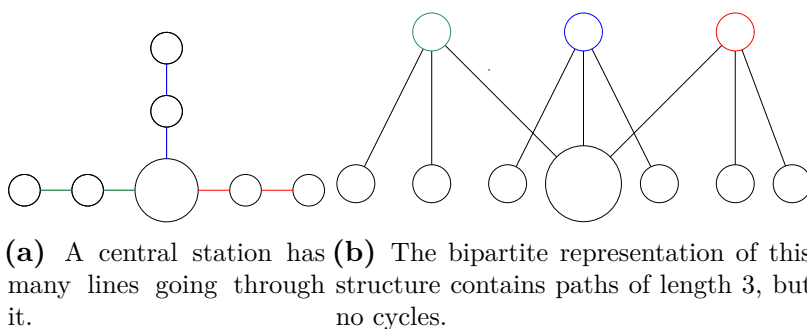 (a) A central station has
many lines going through
it.
(b) The bipartite representation of this
structure contains paths of length 3, but
no cycles.